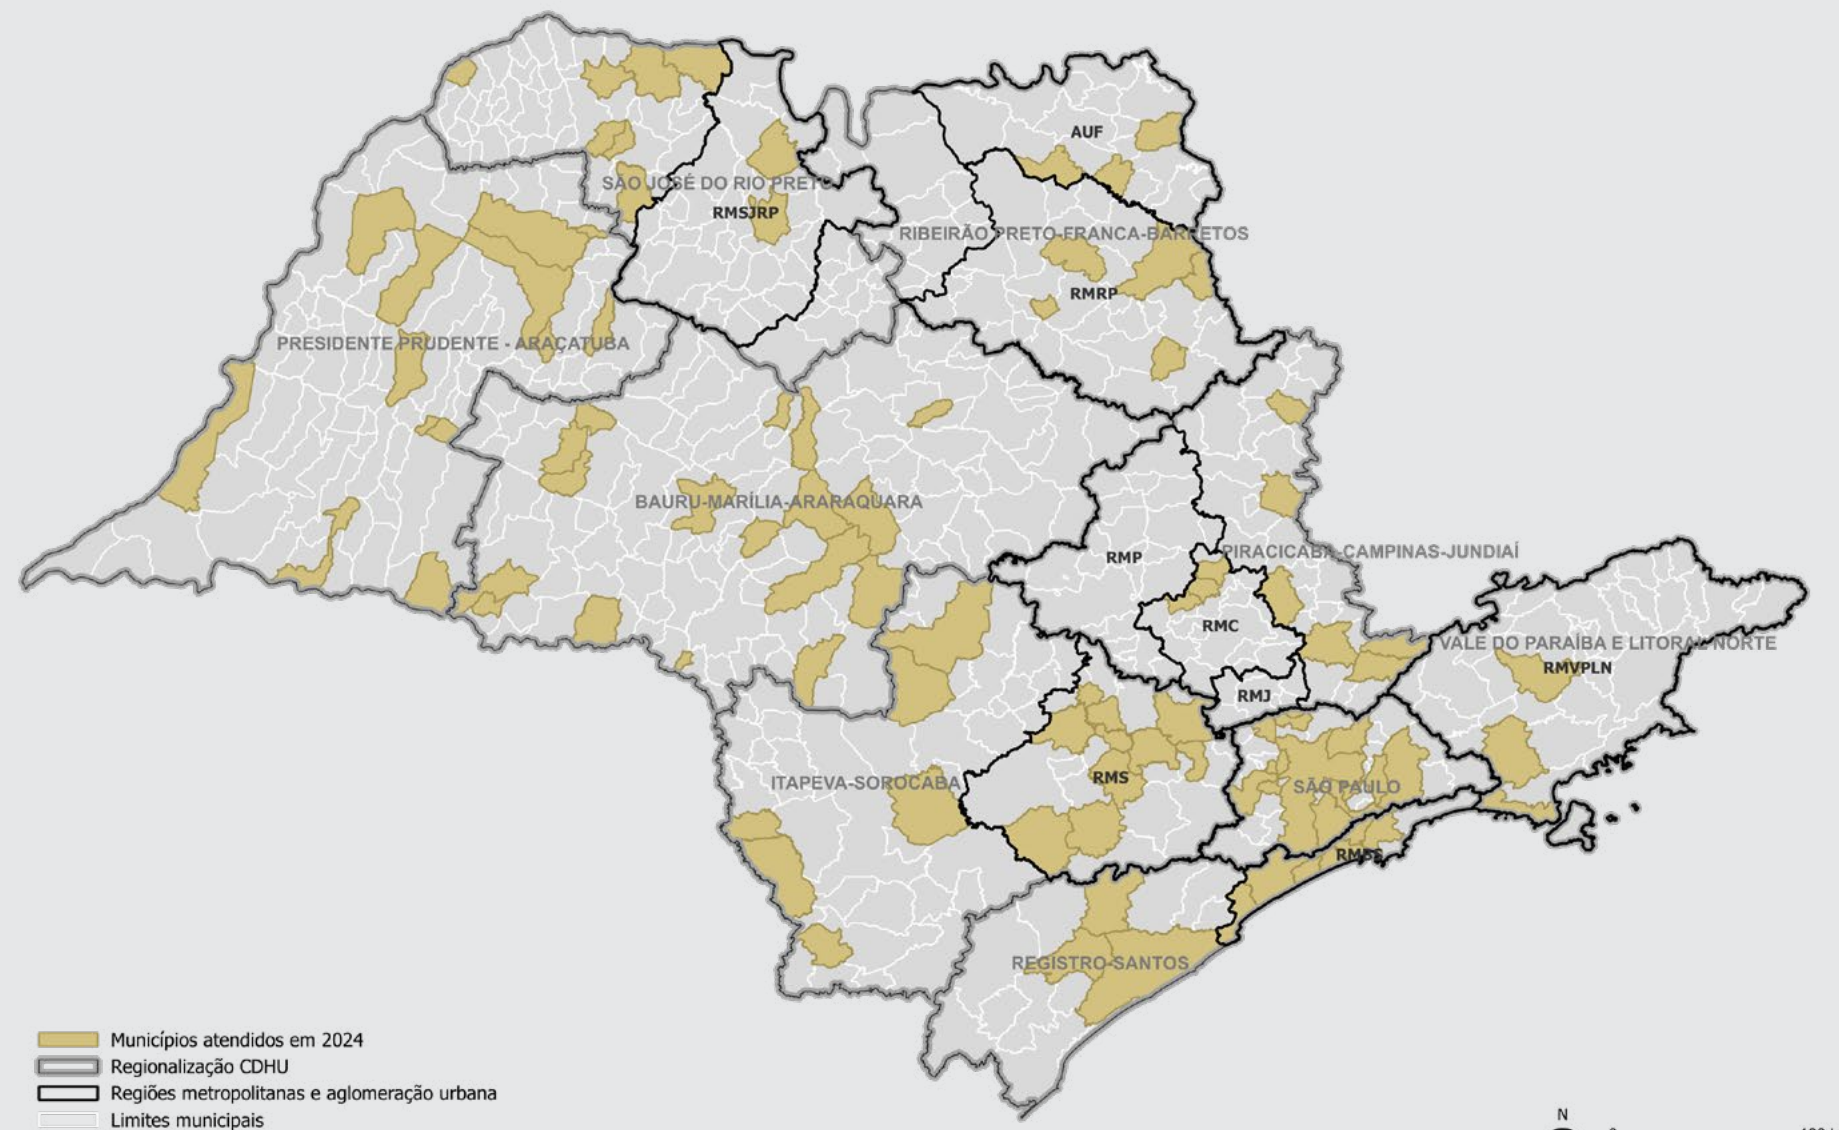 AUF
SÃO JOSÉ DO RIO PRETO
RMSJRP
RIBEIRÃO PRETO-FRANCA-BARRETOS
RMRP
PRESIDENTE PRUDENTE - ARAÇATUBA
BAURU-MARÍLIA-ARARAQUARA
RMP
PIRACICABA-CAMPINAS-JUNDIAÍ
RMC
VALE DO PARAÍBA E LITORAL NORTE
RMVPLN
RMJ
RMS
ITAPEVA-SOROCABA
SÃO PAULO
RMBS
REGISTRO-SANTOS
Municípios atendidos em 2024
Regionalização CDHU
Regiões metropolitanas e aglomeração urbana
Limites municipais
N